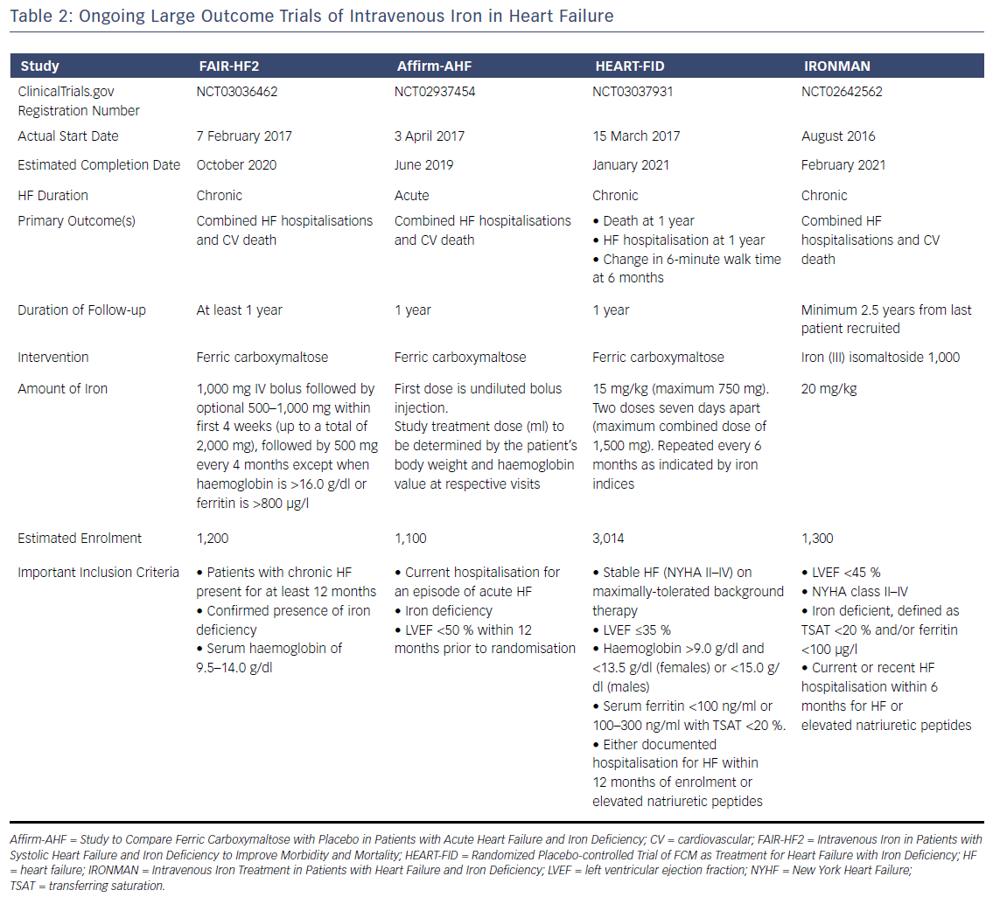 Table 2: Ongoing Large Outcome Trials of Intravenous Iron in Heart Failure
Study FAIR-HF2 Affirm-AHF HEART-FID IRONMAN
ClinicalTrials.gov NCT03036462 NCT02937454 NCT03037931 NCT02642562
Registration Number
Actual Start Date 7 February 2017 3 April 2017 15 March 2017 August 2016
Estimated Completion Date October 2020 June 2019 January 2021 February 2021
HF Duration Chronic Acute Chronic Chronic
Primary Outcome(s) Combined HF hospitalisations Combined HF hospitalisations • Death at 1 year Combined HF
and CV death and CV death • HF hospitalisation at 1 year hospitalisations and CV
• Change in 6-minute walk time death
at 6 months
Duration of Follow-up At least 1 year 1 year 1 year Minimum 2.5 years from last
patient recruited
Intervention Ferric carboxymaltose Ferric carboxymaltose Ferric carboxymaltose Iron (III) isomaltoside 1,000
Amount of Iron 1,000 mg IV bolus followed by First dose is undiluted bolus 15 mg/kg (maximum 750 mg). 20 mg/kg
optional 500–1,000 mg within injection. Two doses seven days apart
first 4 weeks (up to a total of Study treatment dose (ml) to (maximum combined dose of
2,000 mg), followed by 500 mg be determined by the patient's 1,500 mg). Repeated every 6
every 4 months except when body weight and haemoglobin months as indicated by iron
haemoglobin is >16.0 g/dl or value at respective visits indices
ferritin is >800 µg/l
Estimated Enrolment 1,200 1,100 3,014 1,300
Important Inclusion Criteria • Patients with chronic HF • Current hospitalisation for • Stable HF (NYHA II–IV) on • LVEF <45 %
present for at least 12 months an episode of acute HF maximally-tolerated background • NYHA class II–IV
• Confirmed presence of iron • Iron deficiency therapy • Iron deficient, defined as
deficiency • LVEF <50 % within 12 • LVEF ≤35 % TSAT <20 % and/or ferritin
• Serum haemoglobin of months prior to randomisation • Haemoglobin >9.0 g/dl and <100 µg/l
9.5–14.0 g/dl <13.5 g/dl (females) or <15.0 g/ • Current or recent HF
dl (males) hospitalisation within 6
• Serum ferritin <100 ng/ml or months for HF or
100–300 ng/ml with TSAT <20 %. elevated natriuretic peptides
• Either documented
hospitalisation for HF within
12 months of enrolment or
elevated natriuretic peptides
Affirm-AHF = Study to Compare Ferric Carboxymaltose with Placebo in Patients with Acute Heart Failure and Iron Deficiency; CV = cardiovascular; FAIR-HF2 = Intravenous Iron in Patients with
Systolic Heart Failure and Iron Deficiency to Improve Morbidity and Mortality; HEART-FID = Randomized Placebo-controlled Trial of FCM as Treatment for Heart Failure with Iron Deficiency; HF
= heart failure; IRONMAN = Intravenous Iron Treatment in Patients with Heart Failure and Iron Deficiency; LVEF = left ventricular ejection fraction; NYHF = New York Heart Failure;
TSAT = transferring saturation.